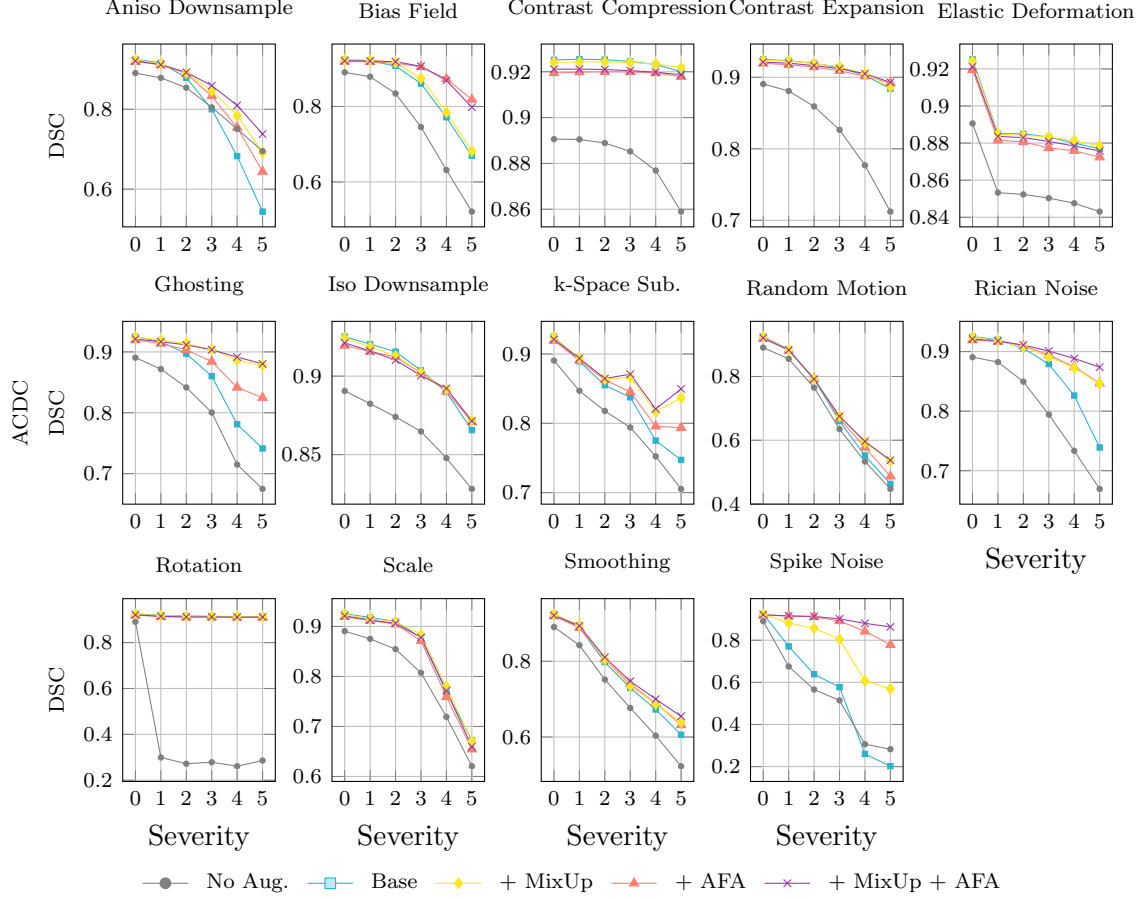 Aniso Downsample
Bias Field
Contrast Compression
Contrast Expansion
Elastic Deformation
DSC
0.8
0.6
0 1 2 3 4 5
0.8
0.6
0 1 2 3 4 5
0.92
0.9
0.88
0.86
0 1 2 3 4 5
0.9
0.8
0.7
0 1 2 3 4 5
0.92
0.9
0.88
0.86
0.84
0 1 2 3 4 5
Ghosting
Iso Downsample
k-Space Sub.
Random Motion
Rician Noise
ACDC
DSC
0.9
0.8
0.7
0 1 2 3 4 5
0.9
0.85
0 1 2 3 4 5
0.9
0.8
0.7
0 1 2 3 4 5
0.8
0.6
0.4
0 1 2 3 4 5
0.9
0.8
0.7
0 1 2 3 4 5
Severity
Rotation
Scale
Smoothing
Spike Noise
DSC
0.8
0.6
0.4
0.2
0 1 2 3 4 5
Severity
0.9
0.8
0.7
0.6
0 1 2 3 4 5
Severity
0.8
0.6
0 1 2 3 4 5
Severity
0.8
0.6
0.4
0.2
0 1 2 3 4 5
Severity
No Aug. Base + MixUp + AFA + MixUp + AFA